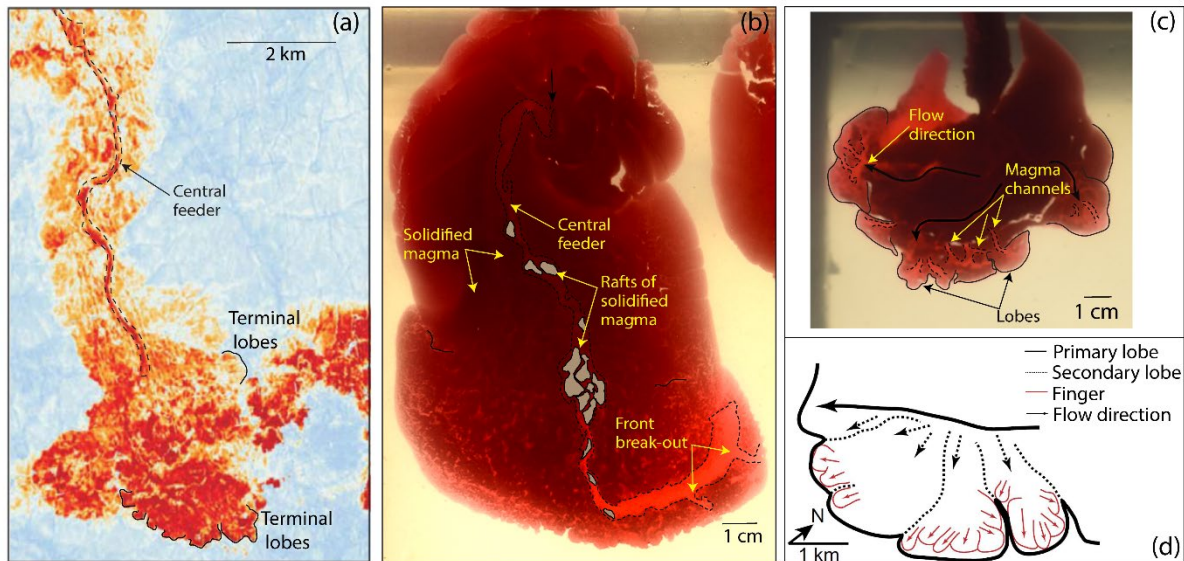 (a)
2 km
Central
feeder
Terminal
lobes
Terminal
lobes
(b)
Solidified
magma
Central
feeder
Rafts of
solidified
magma
Front
break-out
1 cm
(c)
Flow
direction
Magma
channels
Lobes
1 cm
Primary lobe
Secondary lobe
Finger
Flow direction
N
1 km
(d)